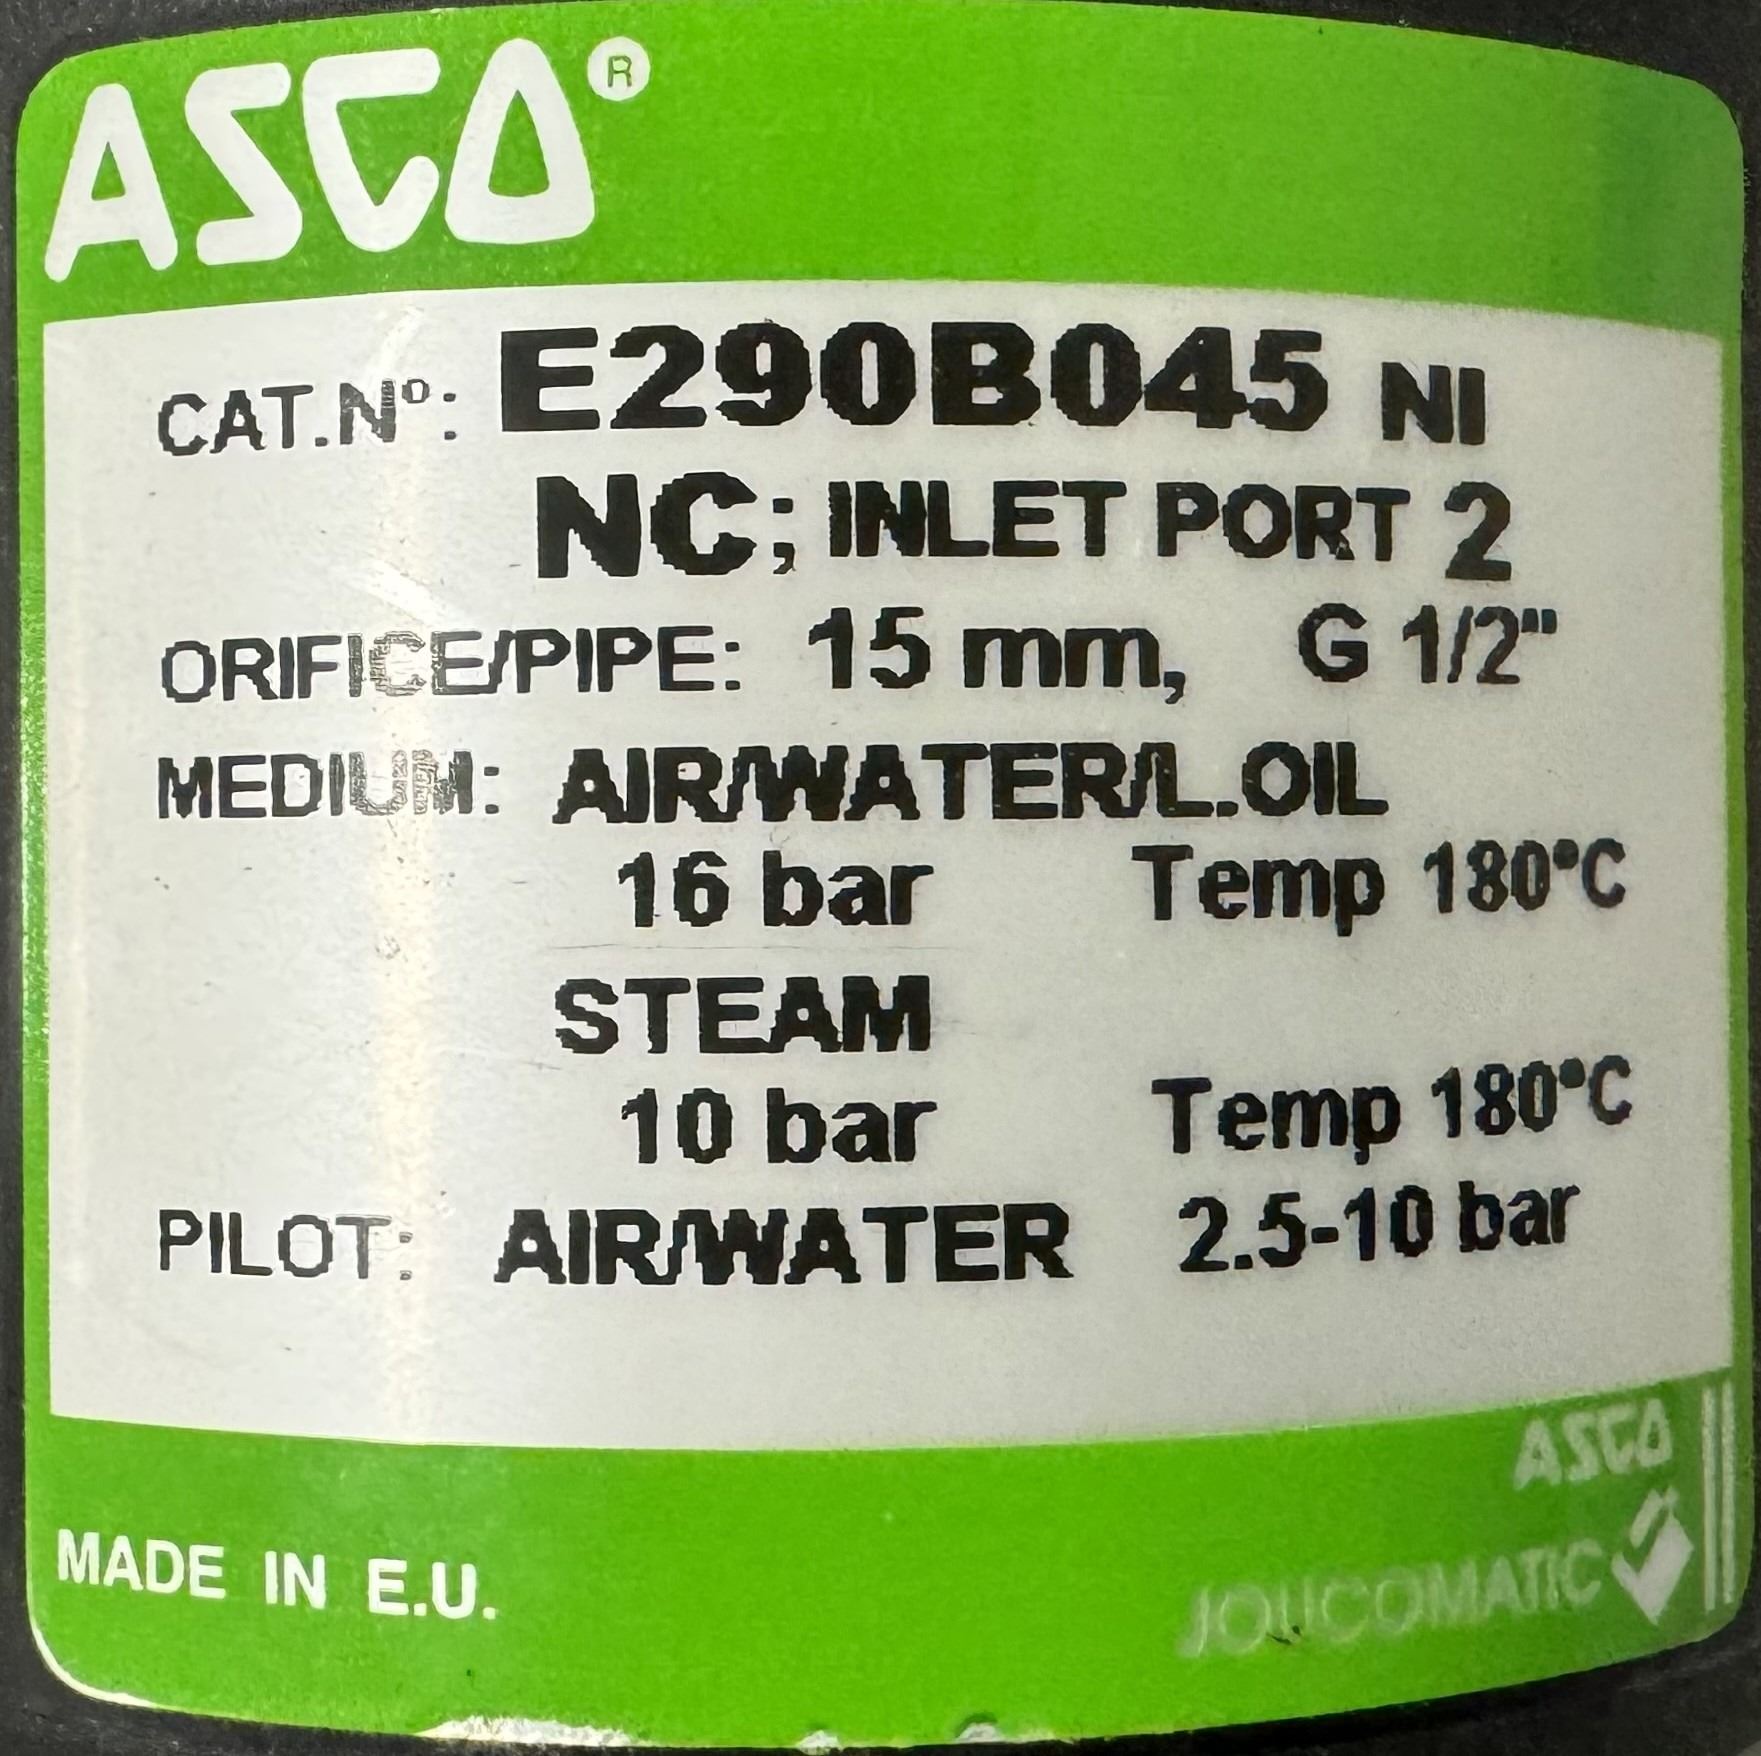 ASCO®
CAT.Nº: E290B045 NI
NC; INLET PORT 2
ORIFICE/PIPE: 15 mm, G 1/2"
MEDIUM: AIR/WATER/L.OIL
16 bar Temp 180°C
STEAM
10 bar Temp 180°C
PILOT: AIR/WATER 2.5-10 bar
ASCO
JOUCOMATIC
MADE IN E.U.